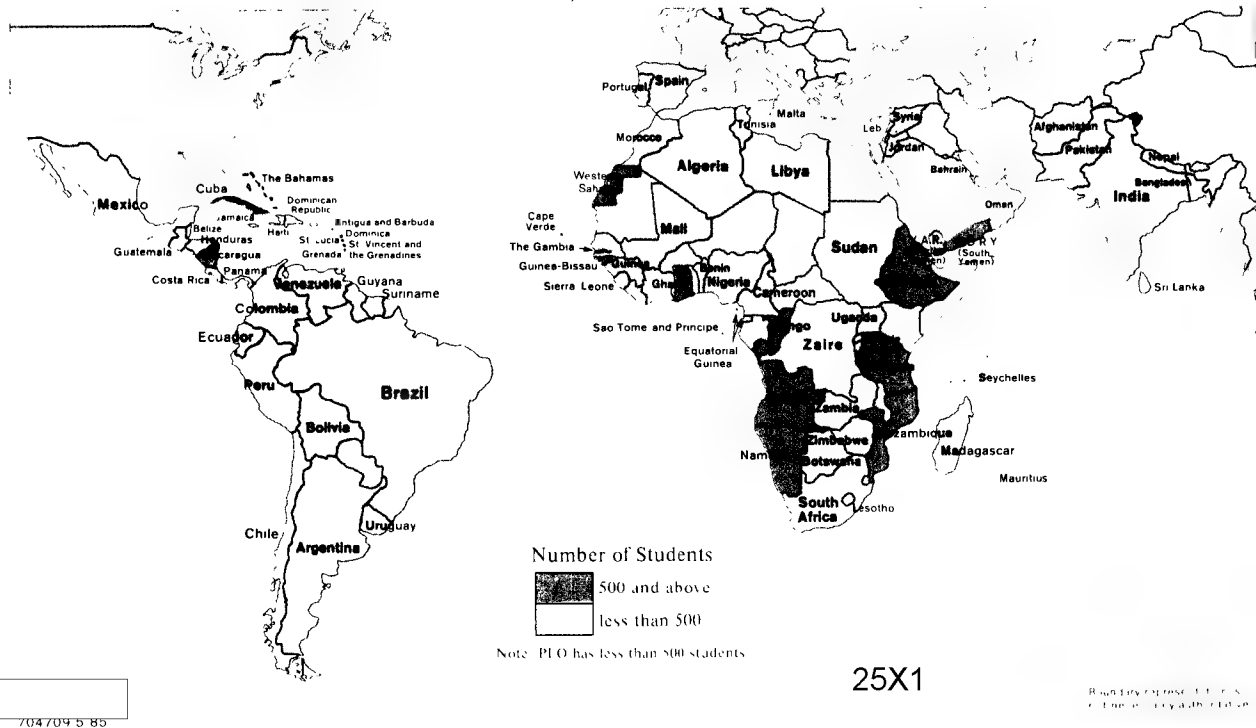 Portugal
Spain
Malta
Tunisia
Morocco
Algeria
Libya
Leb
Syria
Jordan
Bahrain
Afghanistan
Pakistan
Nepal
Bangladesh
India
Oman
Sri Lanka
The Bahamas
Cuba
Mexico
Dominican
Republic
Jamaica
Haiti
Belize
Honduras
Guatemala
Costa Rica
Panama
Antigua and Barbuda
Dominica
St Lucia
St Vincent and
Grenada
the Grenadines
Venezuela
Guyana
Suriname
Colombia
Ecuador
Peru
Brazil
Bolivia
Chile
Uruguay
Argentina
Cape
Verde
The Gambia
Guinea-Bissau
Guinea
Sierra Leone
Mali
Benin
Nigeria
Cameroon
Sudan
(South
Yemen)
Sao Tome and Principe
Equatorial
Guinea
Uganda
Zaire
Seychelles
Zambia
Zimbabwe
Botswana
Madagascar
Mauritius
South
Africa
Lesotho
Number of Students
500 and above
less than 500
Note PLO has less than 500 students
25X1
704709 5 85